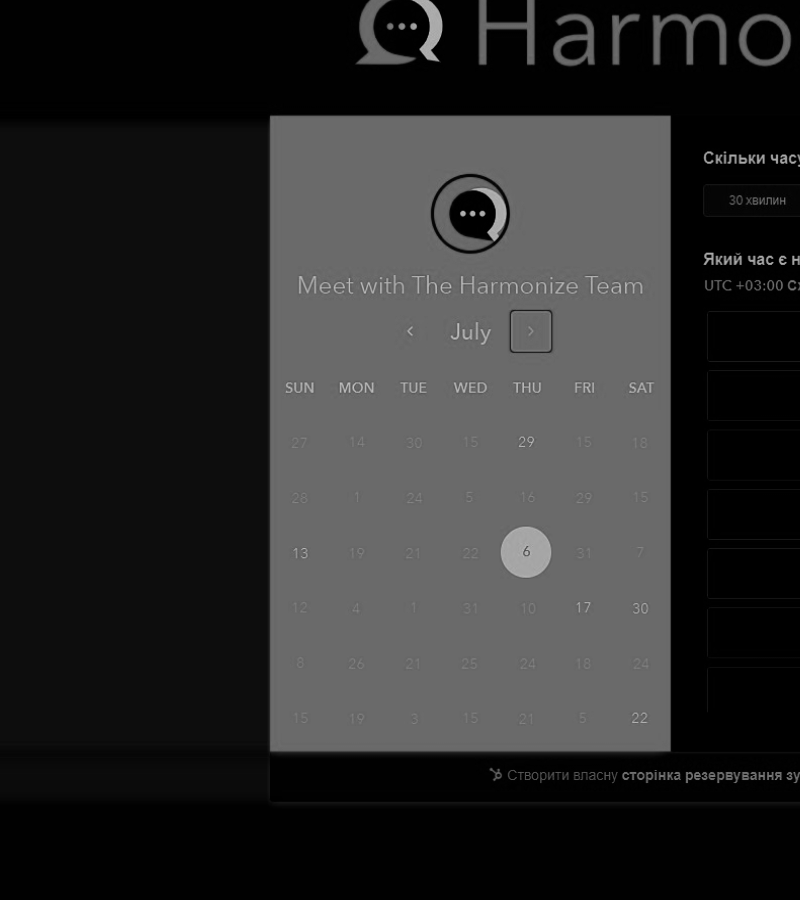 Harmo
Meet with The Harmonize Team
July
SUN MON TUE WED THU FRI SAT
27 14 30 15 29 15 18
28 1 24 5 16 29 15
13 19 21 22 6 31 7
12 4 1 31 10 17 30
8 26 21 25 24 18 24
15 19 3 15 21 5 22
Скільки часу
30 хвилин
Який час є н
UTC +03:00 Сх
Створити власну сторінка резервування зу